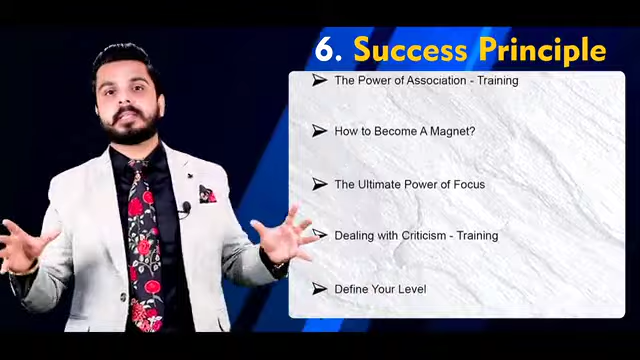 6. Success Principle
The Power of Association - Training
How to Become A Magnet?
The Ultimate Power of Focus
Dealing with Criticism - Training
Define Your Level